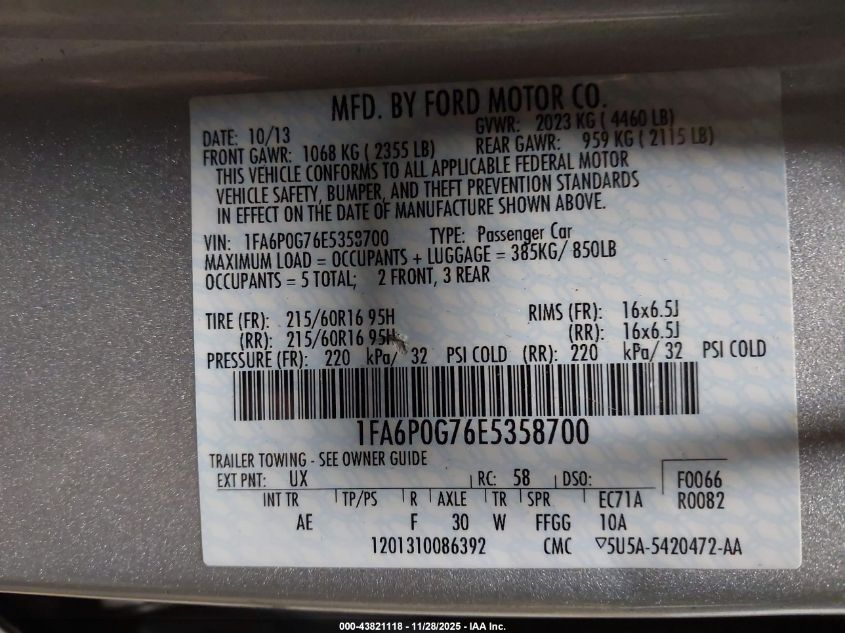 MFD. BY FORD MOTOR CO.
DATE: 10/13 GVWR: 2023 KG ( 4460 LB)
FRONT GAWR: 1068 KG ( 2355 LB) REAR GAWR: 959 KG ( 2115 LB)
THIS VEHICLE CONFORMS TO ALL APPLICABLE FEDERAL MOTOR
VEHICLE SAFETY, BUMPER, AND THEFT PREVENTION STANDARDS
IN EFFECT ON THE DATE OF MANUFACTURE SHOWN ABOVE.
VIN: 1FA6P0G76E5358700 TYPE: Passenger Car
MAXIMUM LOAD = OCCUPANTS + LUGGAGE = 385KG/ 850LB
OCCUPANTS = 5 TOTAL; 2 FRONT, 3 REAR
TIRE (FR): 215/60R16 95H RIMS (FR): 16x6.5J
(RR): 215/60R16 95H (RR): 16x6.5J
PRESSURE (FR): 220 kPa/ 32 PSI COLD (RR): 220 kPa/ 32 PSI COLD
1FA6P0G76E5358700
TRAILER TOWING - SEE OWNER GUIDE
EXT PNT: UX RC: 58 DSO: F0066
INT TR TP/PS R AXLE TR SPR EC71A R0082
AE F 30 W FFGG 10A
1201310086392 CMC ▽5U5A-5420472-AA
000-43821118 - 11/28/2025 - IAA Inc.